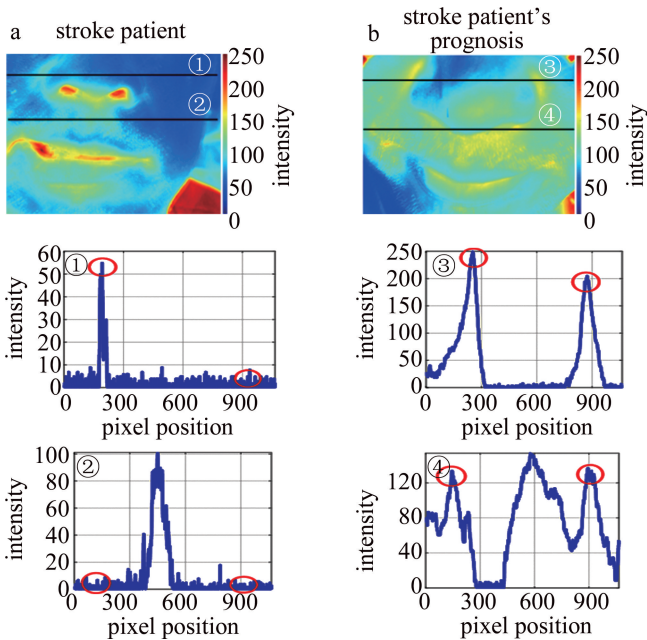 a
stroke patient
①
②
250
200
150
100
50
0
intensity
b
stroke patient's
prognosis
③
④
250
200
150
100
50
0
intensity
①
60
50
40
30
20
10
0
intensity
0 300 600 900
pixel position
③
250
200
150
100
50
0
intensity
0 300 600 900
pixel position
②
100
80
60
40
20
0
intensity
0 300 600 900
pixel position
④
120
80
40
0
intensity
0 300 600 900
pixel position